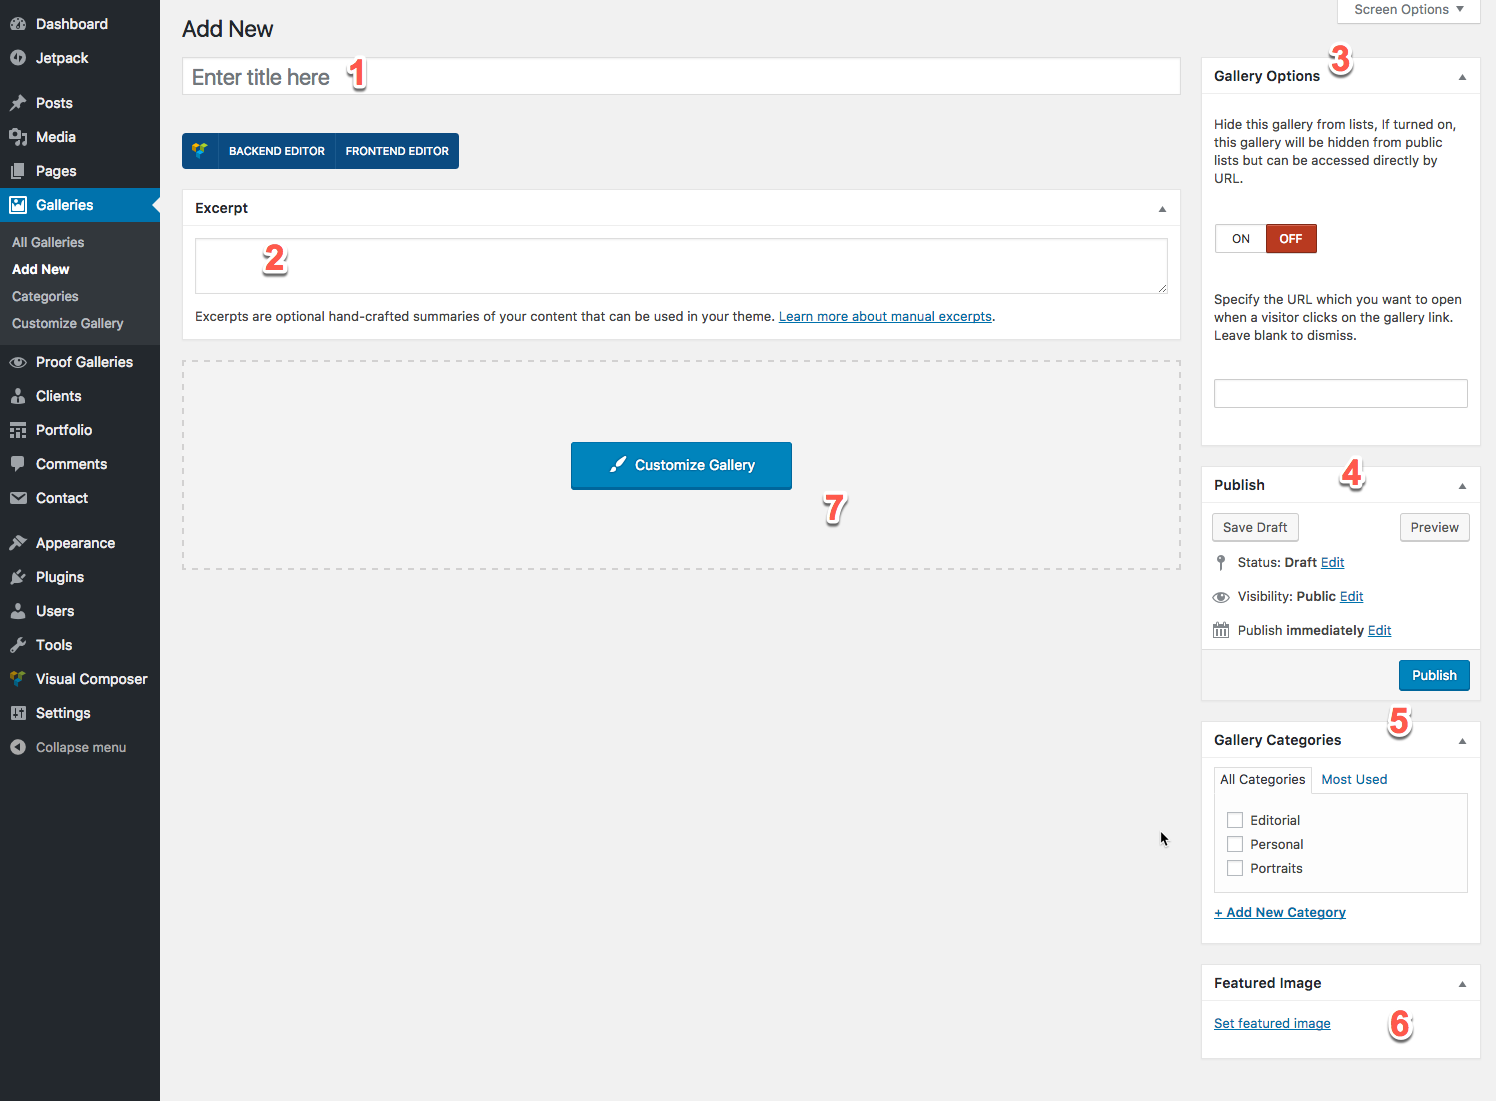 Dashboard
Jetpack
Posts
Media
Pages
Galleries
All Galleries
Add New
Categories
Customize Gallery
Proof Galleries
Clients
Portfolio
Comments
Contact
Appearance
Plugins
Users
Tools
Visual Composer
Settings
Collapse menu
Screen Options
Add New
Enter title here
1
BACKEND EDITOR
FRONTEND EDITOR
Excerpt
2
Excerpts are optional hand-crafted summaries of your content that can be used in your theme. Learn more about manual excerpts.
Customize Gallery
7
3
Gallery Options
Hide this gallery from lists, If turned on,
this gallery will be hidden from public
lists but can be accessed directly by
URL.
ON
OFF
Specify the URL which you want to open
when a visitor clicks on the gallery link.
Leave blank to dismiss.
4
Publish
Save Draft
Preview
Status: Draft Edit
Visibility: Public Edit
Publish immediately Edit
Publish
5
Gallery Categories
All Categories
Most Used
Editorial
Personal
Portraits
+ Add New Category
Featured Image
Set featured image
6